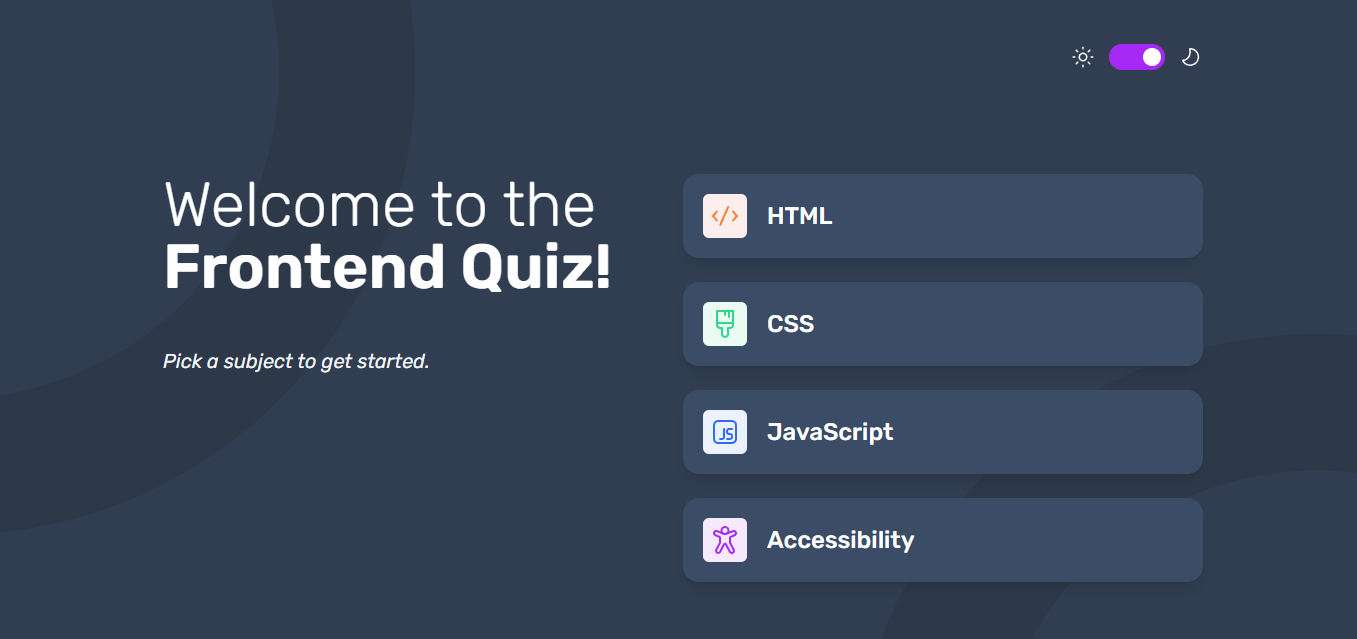 Welcome to the
Frontend Quiz!
Pick a subject to get started.
HTML
CSS
JS
JavaScript
Accessibility